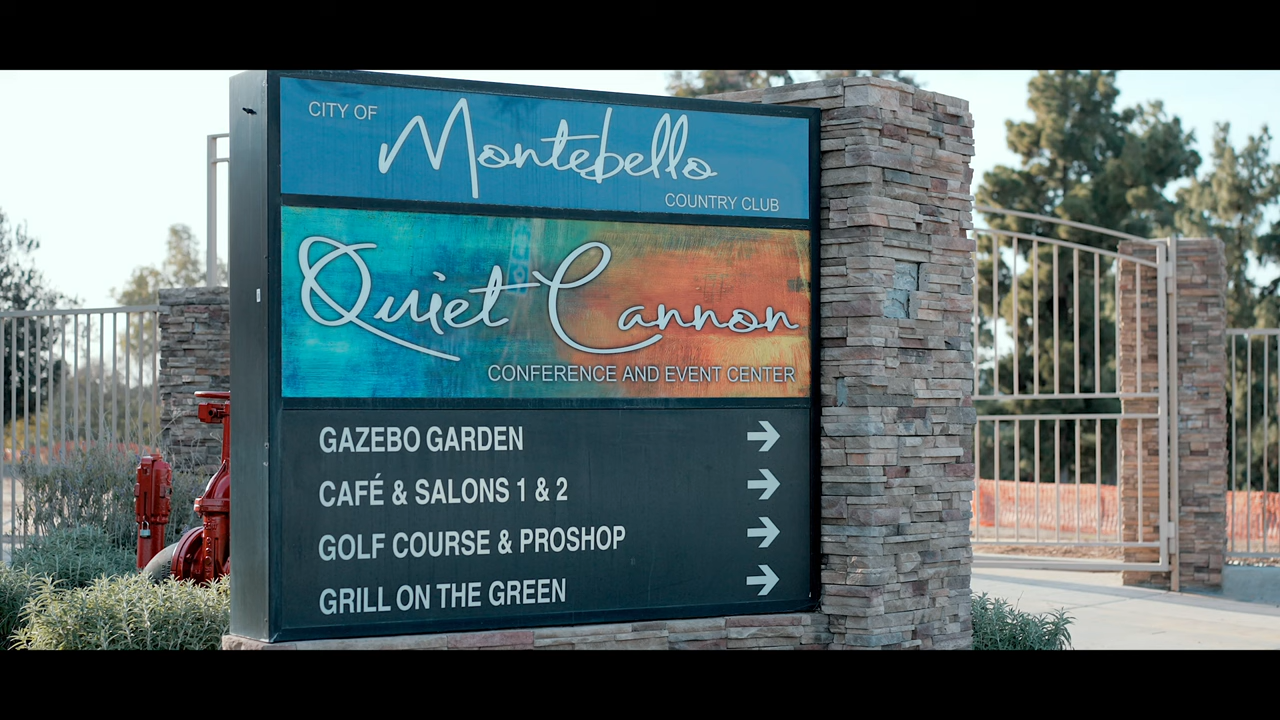 CITY OF
Montebello
COUNTRY CLUB
Quiet Cannon
CONFERENCE AND EVENT CENTER
GAZEBO GARDEN →
CAFÉ & SALONS 1 & 2 →
GOLF COURSE & PROSHOP →
GRILL ON THE GREEN →